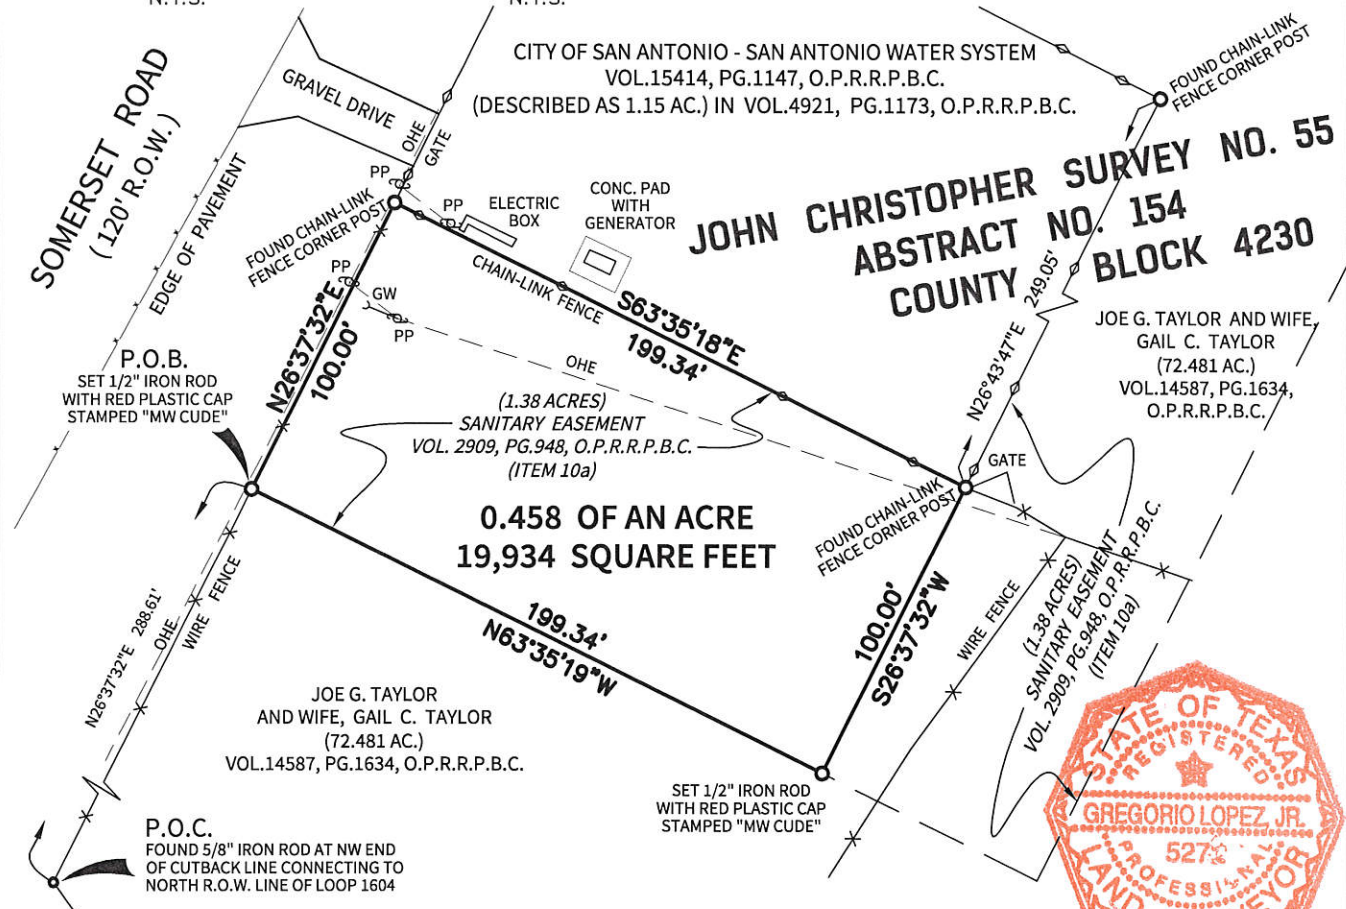 N.T.S.
N.T.S.
CITY OF SAN ANTONIO - SAN ANTONIO WATER SYSTEM
VOL.15414, PG.1147, O.P.R.R.P.B.C.
(DESCRIBED AS 1.15 AC.) IN VOL.4921, PG.1173, O.P.R.R.P.B.C.
FOUND CHAIN-LINK
FENCE CORNER POST
SOMERSET ROAD
(120' R.O.W.)
GRAVEL DRIVE
OHE
GATE
EDGE OF PAVEMENT
JOHN CHRISTOPHER SURVEY NO. 55
ABSTRACT NO. 154
COUNTY BLOCK 4230
PP
FOUND CHAIN-LINK
FENCE CORNER POST
PP
ELECTRIC
BOX
CONC. PAD
WITH
GENERATOR
CHAIN-LINK FENCE
S63°35'18"E
199.34'
PP
GW
PP
N26°37'32"E
100.00'
OHE
N26°43'47"E 249.05'
JOE G. TAYLOR AND WIFE,
GAIL C. TAYLOR
(72.481 AC.)
VOL.14587, PG.1634,
O.P.R.R.P.B.C.
P.O.B.
SET 1/2" IRON ROD
WITH RED PLASTIC CAP
STAMPED "MW CUDE"
(1.38 ACRES)
SANITARY EASEMENT
VOL. 2909, PG.948, O.P.R.R.P.B.C.
(ITEM 10a)
GATE
FOUND CHAIN-LINK
FENCE CORNER POST
0.458 OF AN ACRE
19,934 SQUARE FEET
N26°37'32"E 288.61'
OHE
WIRE FENCE
199.34'
N63°35'19"W
100.00'
S26°37'32"W
WIRE FENCE
(1.38 ACRES)
SANITARY EASEMENT
VOL. 2909, PG.948, O.P.R.R.P.B.C.
(ITEM 10a)
JOE G. TAYLOR
AND WIFE, GAIL C. TAYLOR
(72.481 AC.)
VOL.14587, PG.1634, O.P.R.R.P.B.C.
SET 1/2" IRON ROD
WITH RED PLASTIC CAP
STAMPED "MW CUDE"
P.O.C.
FOUND 5/8" IRON ROD AT NW END
OF CUTBACK LINE CONNECTING TO
NORTH R.O.W. LINE OF LOOP 1604
STATE OF TEXAS
REGISTERED
GREGORIO LOPEZ, JR.
PROFESSIONAL
LAND